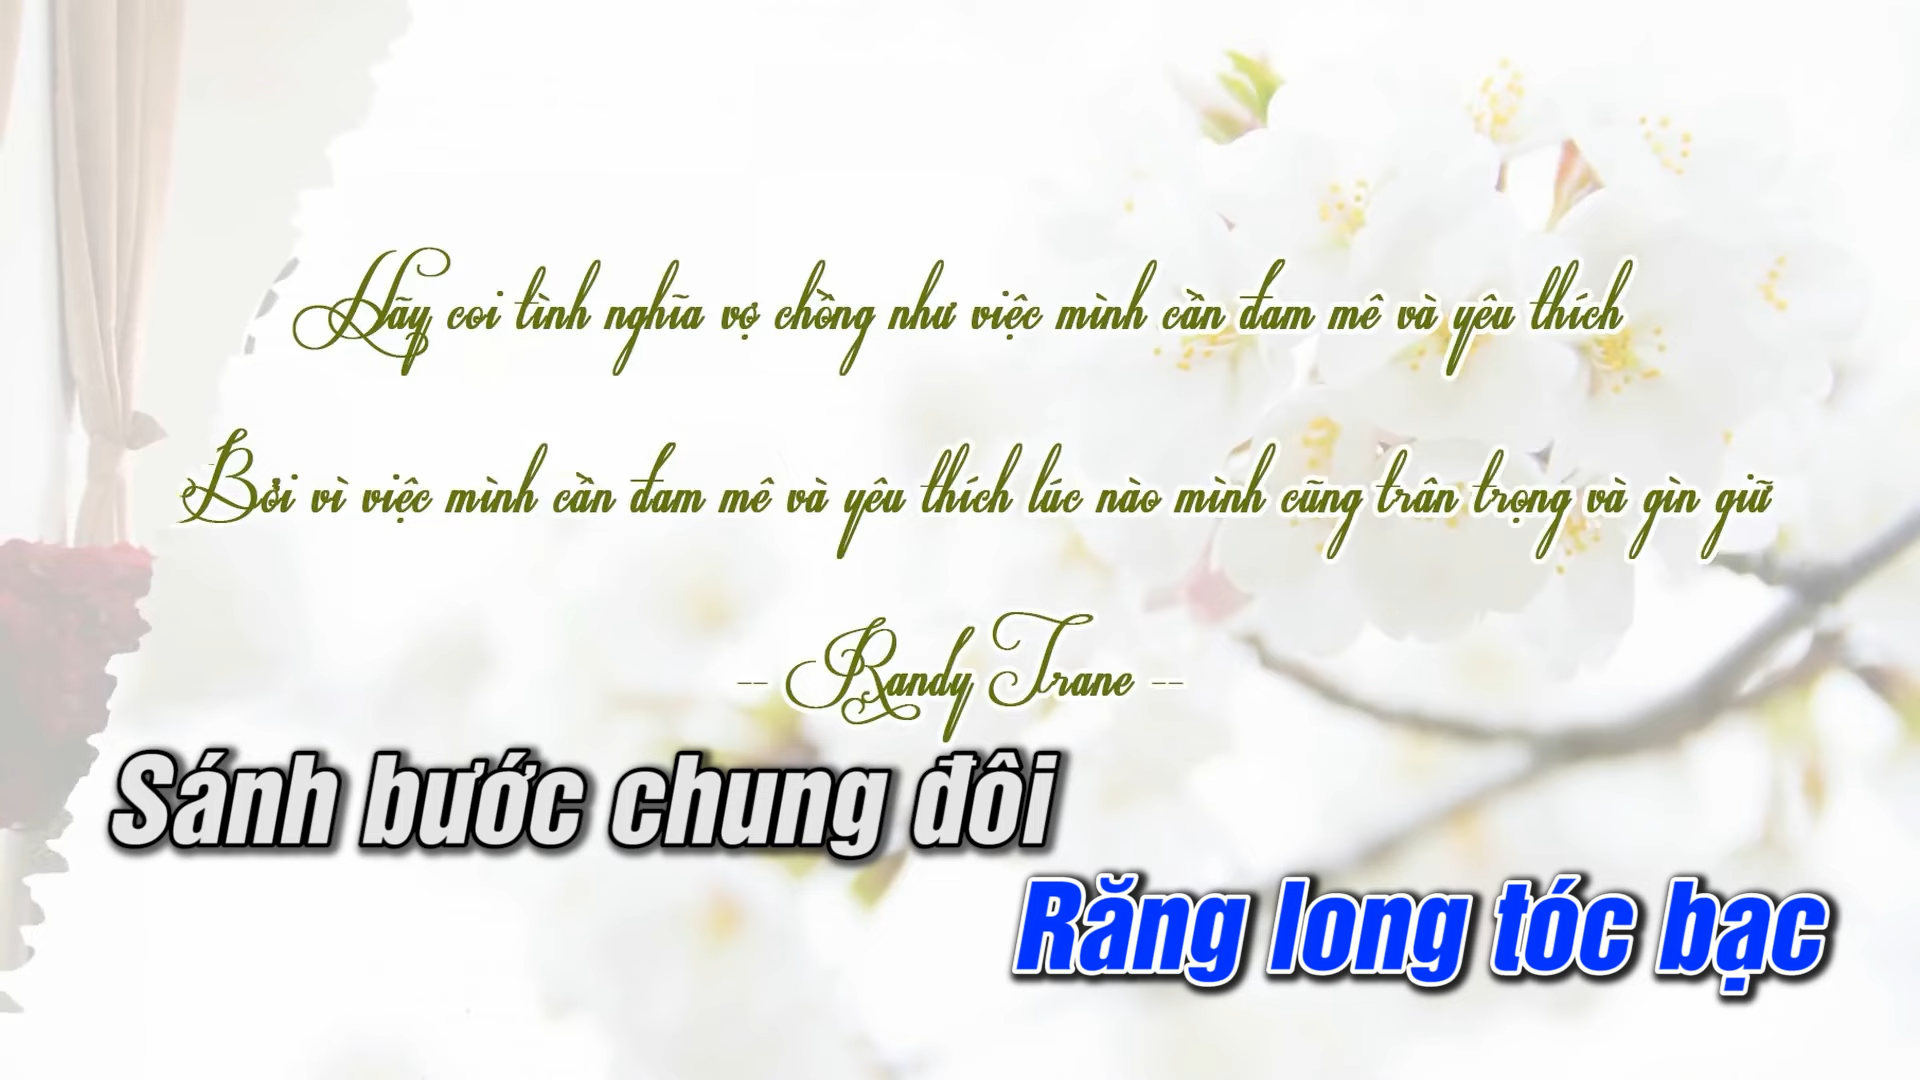 Hãy coi tình nghĩa vợ chồng như việc mình cần đam mê và yêu thích
Bởi vì việc mình cần đam mê và yêu thích lúc nào mình cũng trân trọng và gìn giữ
-- Randy Trane --
Sánh bước chung đôi
Răng long tóc bạc